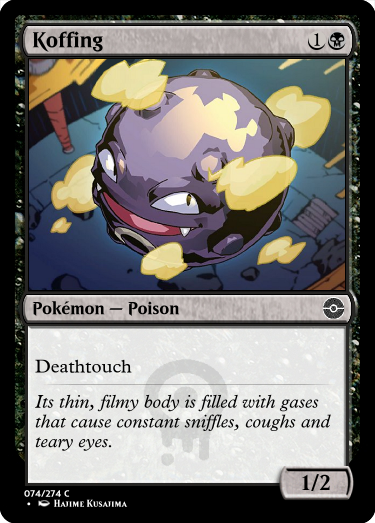 Koffing 1
Pokémon — Poison
Deathtouch
Its thin, filmy body is filled with gases
that cause constant sniffles, coughs and
teary eyes.
1/2
074/274 C
• Hajime Kusajima